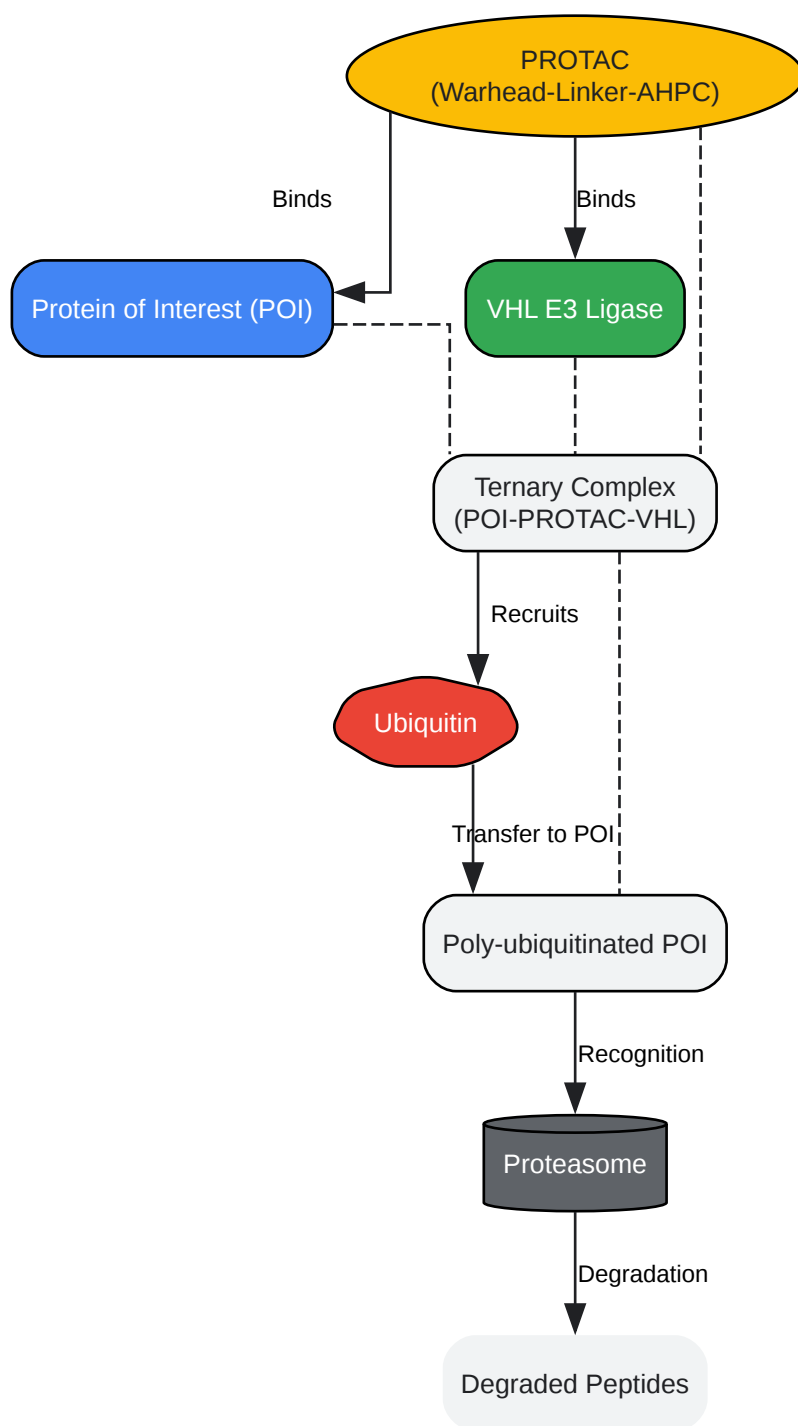 PROTAC
(Warhead-Linker-AHPC)
Binds
Binds
Protein of Interest (POI)
VHL E3 Ligase
Ternary Complex
(POI-PROTAC-VHL)
Recruits
Ubiquitin
Transfer to POI
Poly-ubiquitinated POI
Recognition
Proteasome
Degradation
Degraded Peptides